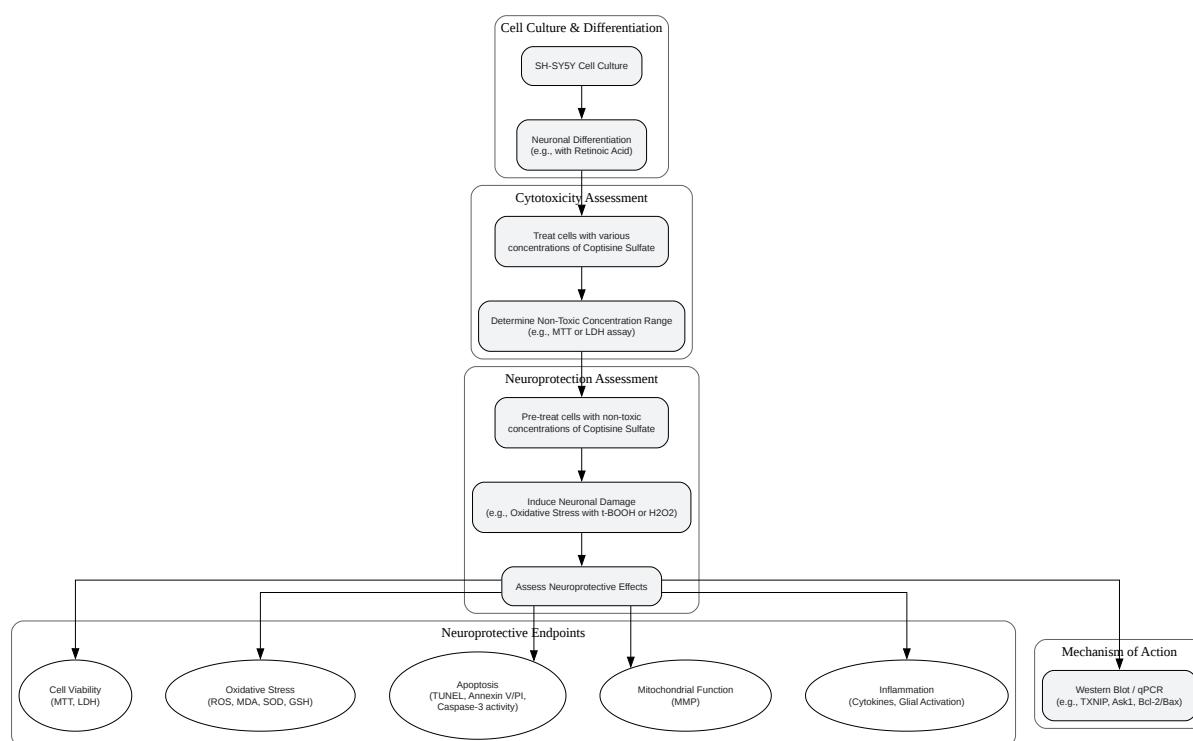 Cell Culture & Differentiation
SH-SY5Y Cell Culture
Neuronal Differentiation
(e.g., with Retinoic Acid)
Cytotoxicity Assessment
Treat cells with various
concentrations of Coptisine Sulfate
Determine Non-Toxic Concentration Range
(e.g., MTT or LDH assay)
Neuroprotection Assessment
Pre-treat cells with non-toxic
concentrations of Coptisine Sulfate
Induce Neuronal Damage
(e.g., Oxidative Stress with t-BOOH or H2O2)
Assess Neuroprotective Effects
Neuroprotective Endpoints
Cell Viability
(MTT, LDH)
Oxidative Stress
(ROS, MDA, SOD, GSH)
Apoptosis
(TUNEL, Annexin V/PI,
Caspase-3 activity)
Mitochondrial Function
(MMP)
Inflammation
(Cytokines, Glial Activation)
Mechanism of Action
Western Blot / qPCR
(e.g., TXNIP, Ask1, Bcl-2/Bax)